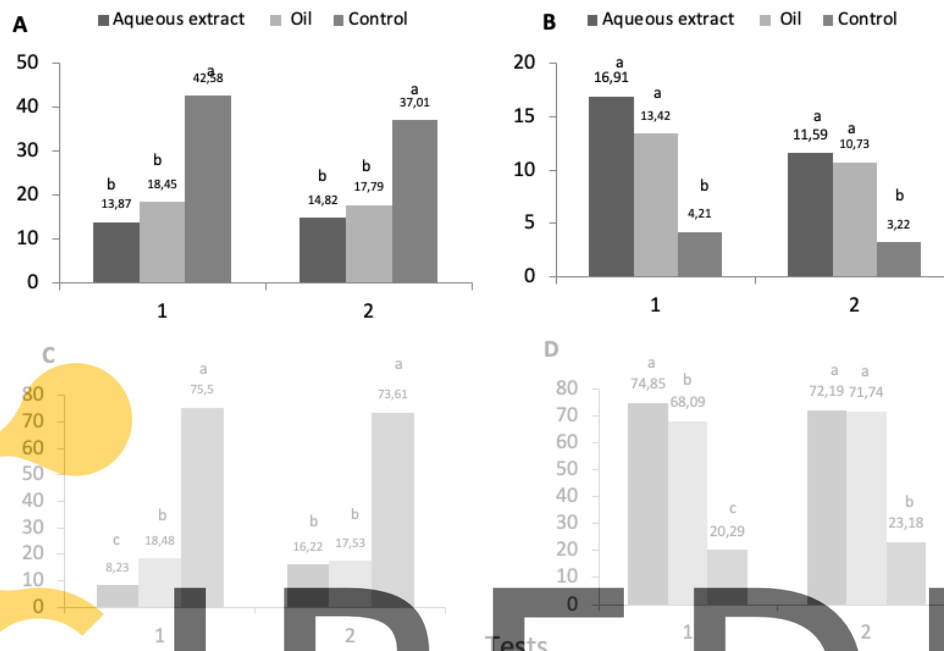 A
Aqueous extract Oil Control
50
40
30
20
10
0
a
42,58
b
13,87
b
18,45
a
37,01
b
14,82
b
17,79
1 2
B
Aqueous extract Oil Control
20
15
10
5
0
a
16,91
a
13,42
b
4,21
a
11,59
a
10,73
b
3,22
1 2
C
80
70
60
50
40
30
20
10
0
c
8,23
b
18,48
a
75,5
b
16,22
b
17,53
a
73,61
1 2
D
80
70
60
50
40
30
20
10
0
a
74,85
b
68,09
c
20,29
a
72,19
a
71,74
b
23,18
1 2
Tests